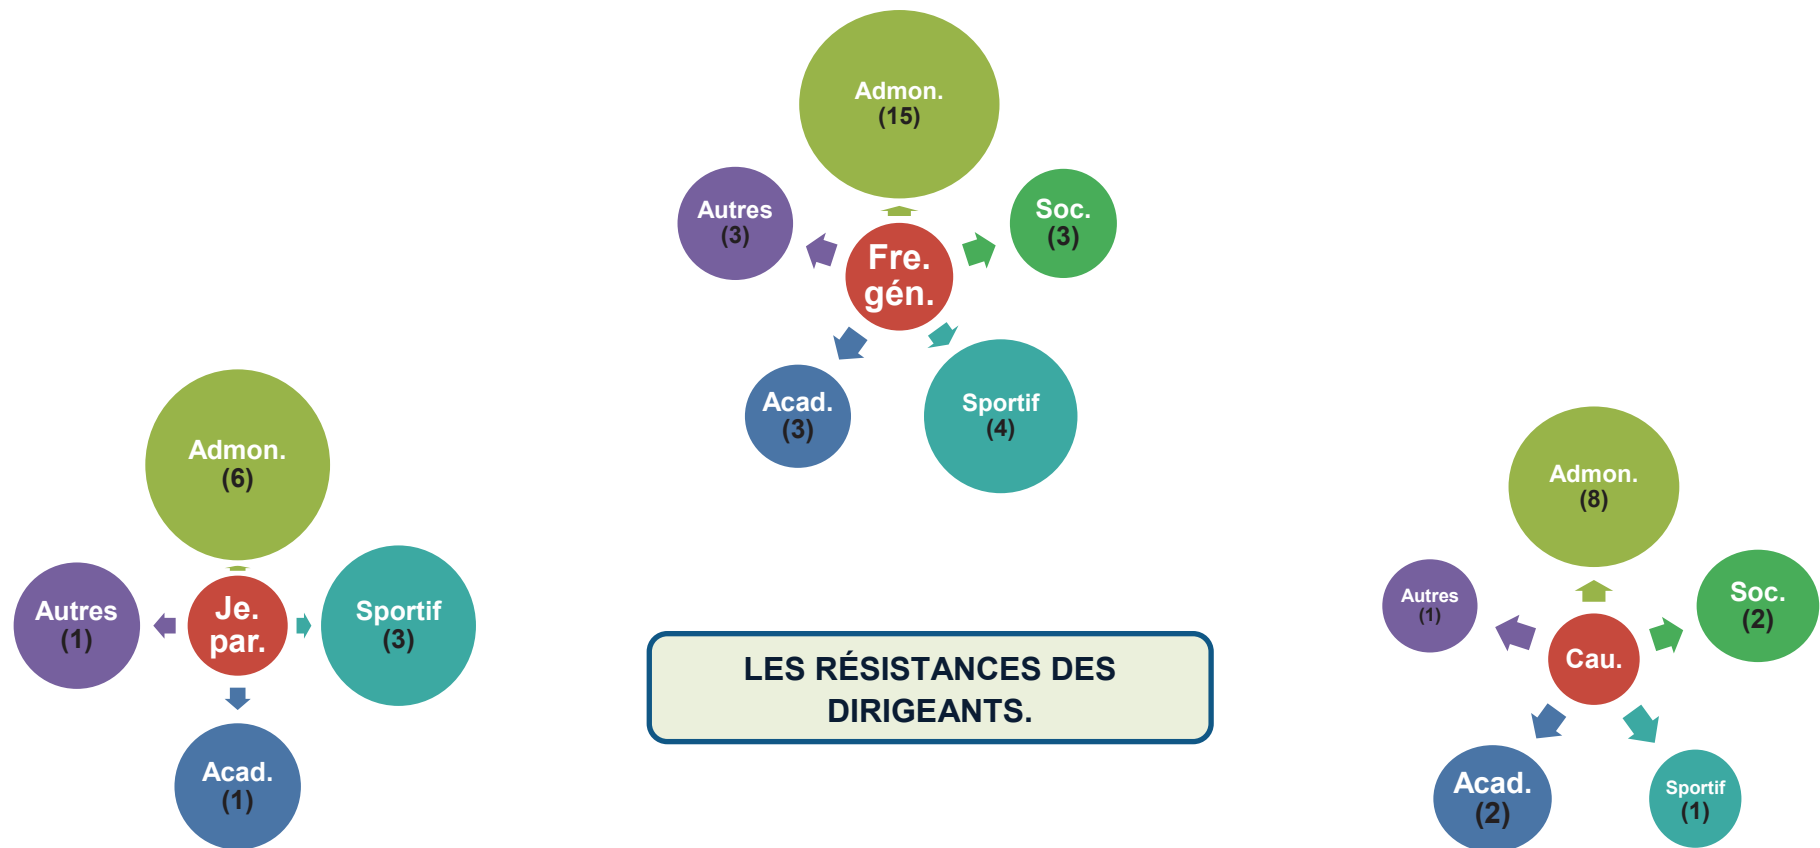 Admon.
(15)
Autres
(3)
Soc.
(3)
Fre.
gén.
Acad.
(3)
Sportif
(4)
Admon.
(6)
Autres
(1)
Je.
par.
Sportif
(3)
Acad.
(1)
LES RÉSISTANCES DES
DIRIGEANTS.
Admon.
(8)
Autres
(1)
Soc.
(2)
Cau.
Acad.
(2)
Sportif
(1)